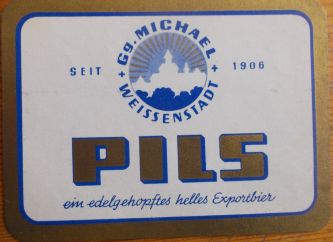 Gg. MICHAEL
WEISSENSTADT
SEIT 1906
PILS
ein edelgehopftes helles Exportbier